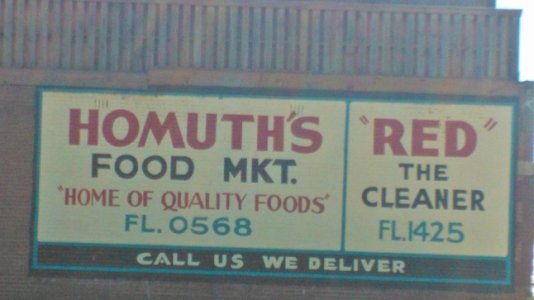 HOMUTH'S
FOOD MKT.
"HOME OF QUALITY FOODS"
FL. 0568
"RED"
THE
CLEANER
FL. 1425
CALL US WE DELIVER